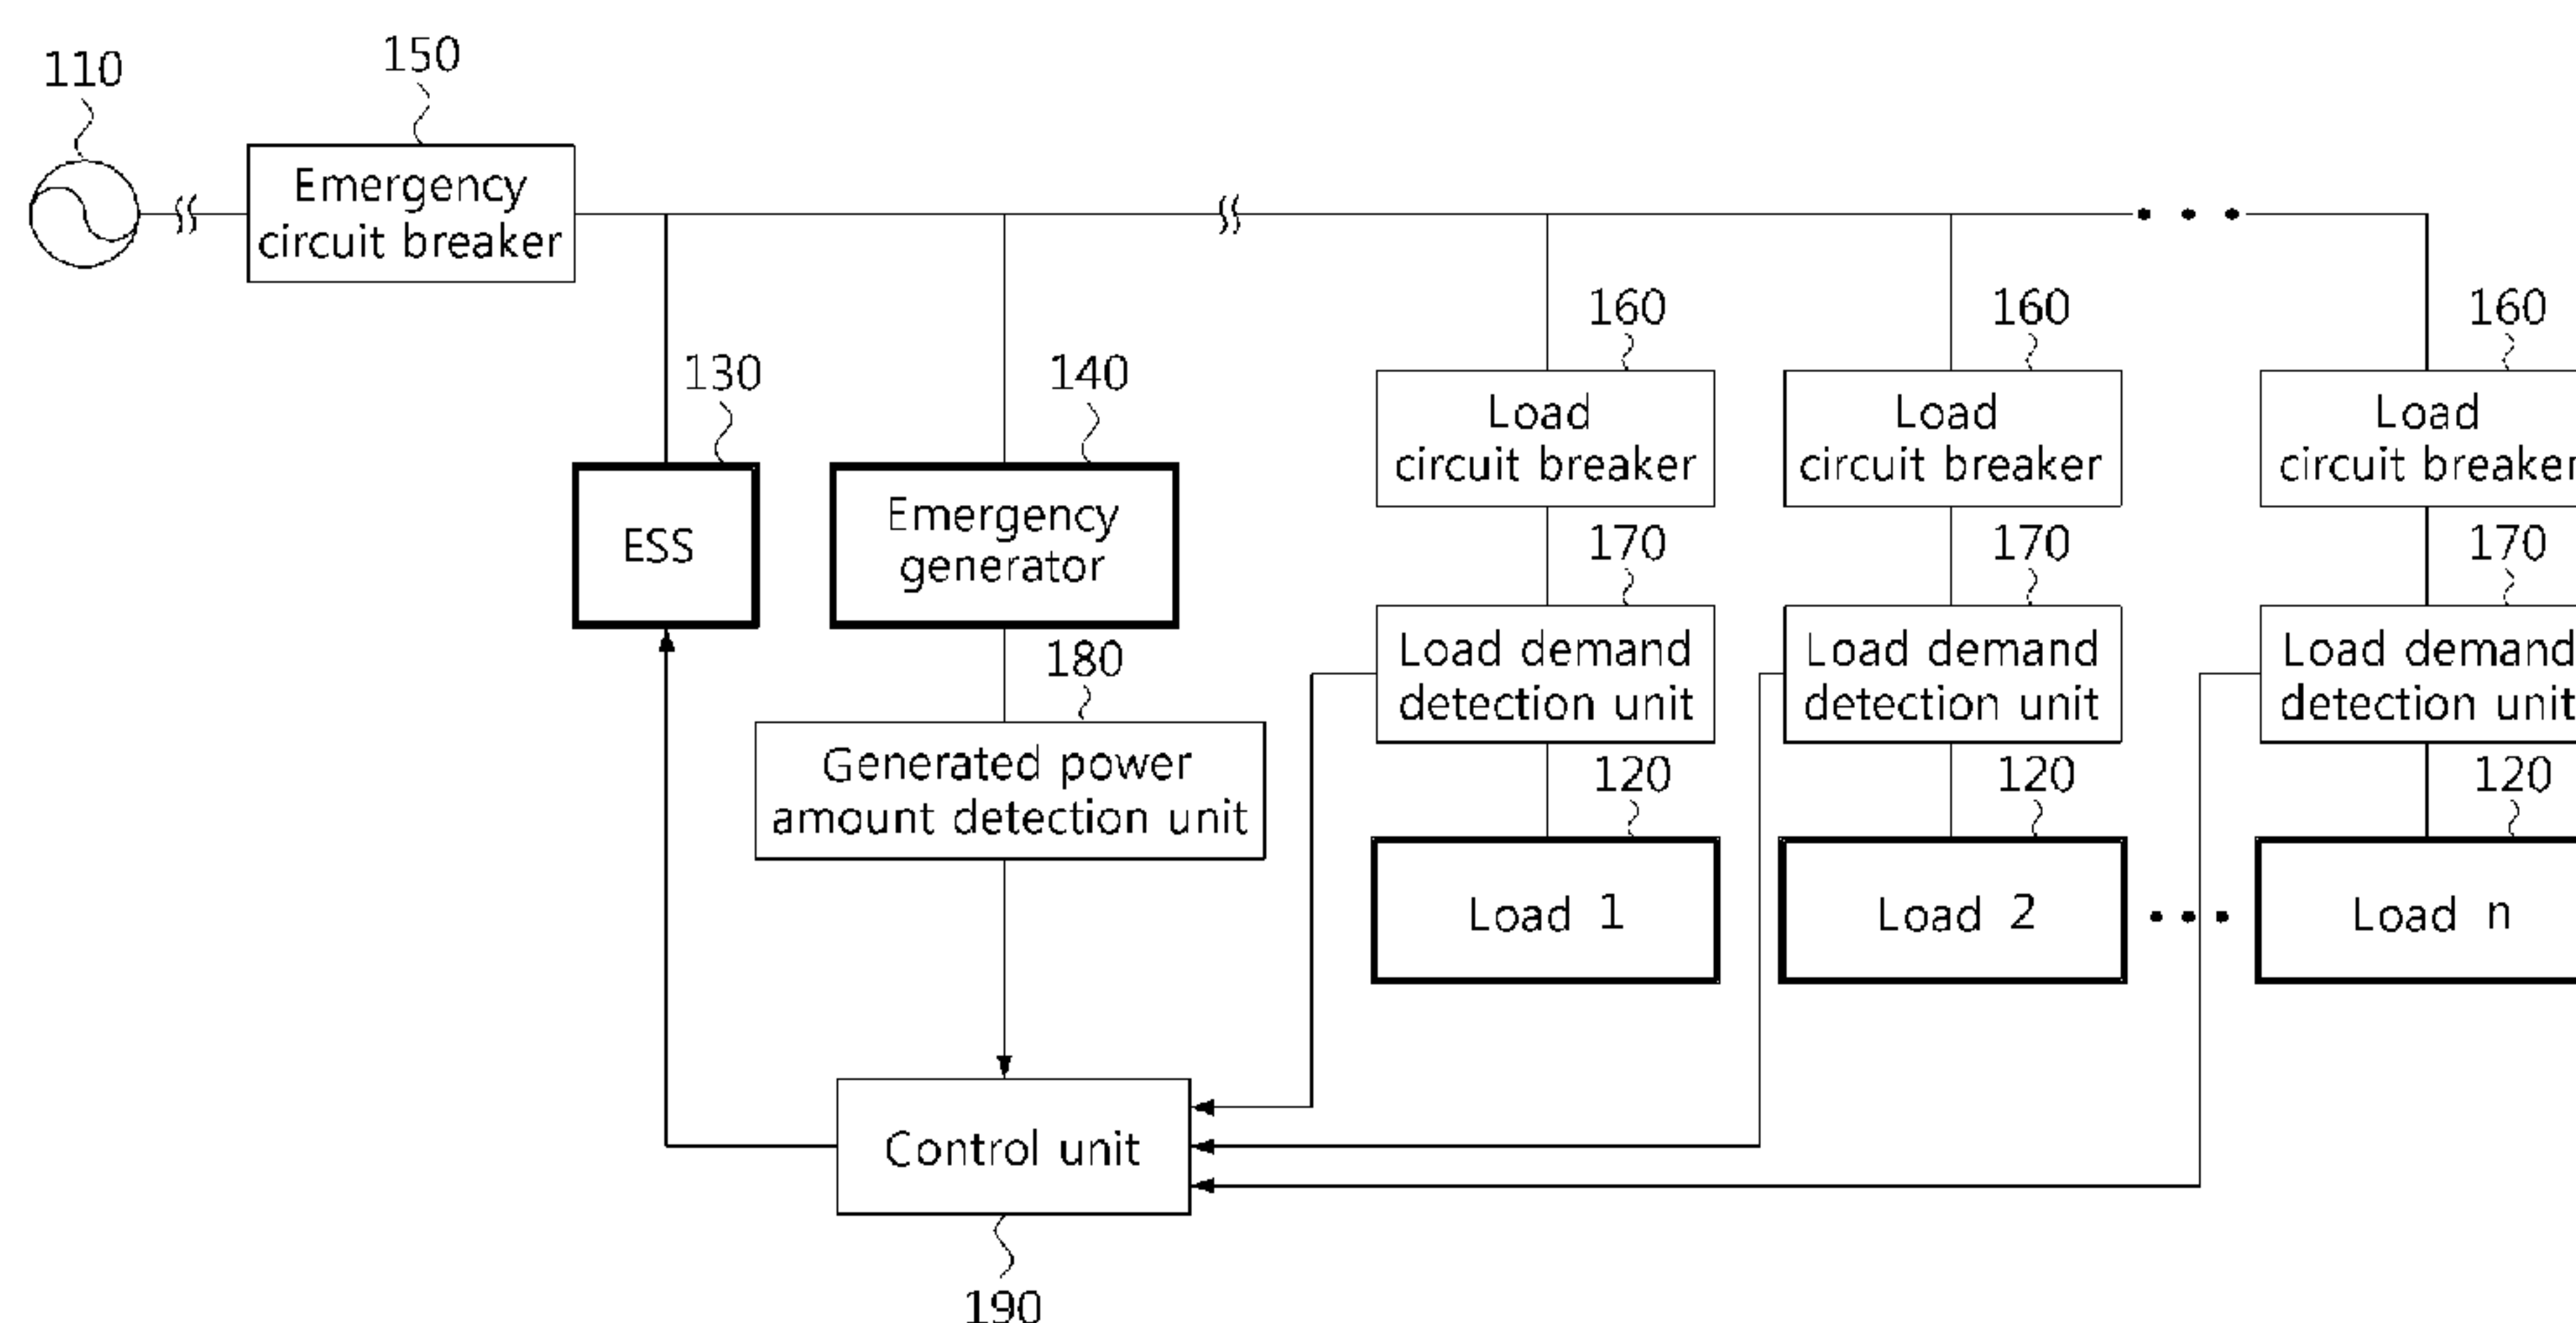 110
150
Emergency
circuit breaker
160
160
160
130
140
Load
circuit breaker
Load
circuit breaker
Load
circuit breaker
ESS
Emergency
generator
170
170
170
180
Load demand
detection unit
Load demand
detection unit
Load demand
detection unit
Generated power
amount detection unit
120
120
120
Load 1
Load 2
Load n
Control unit
190